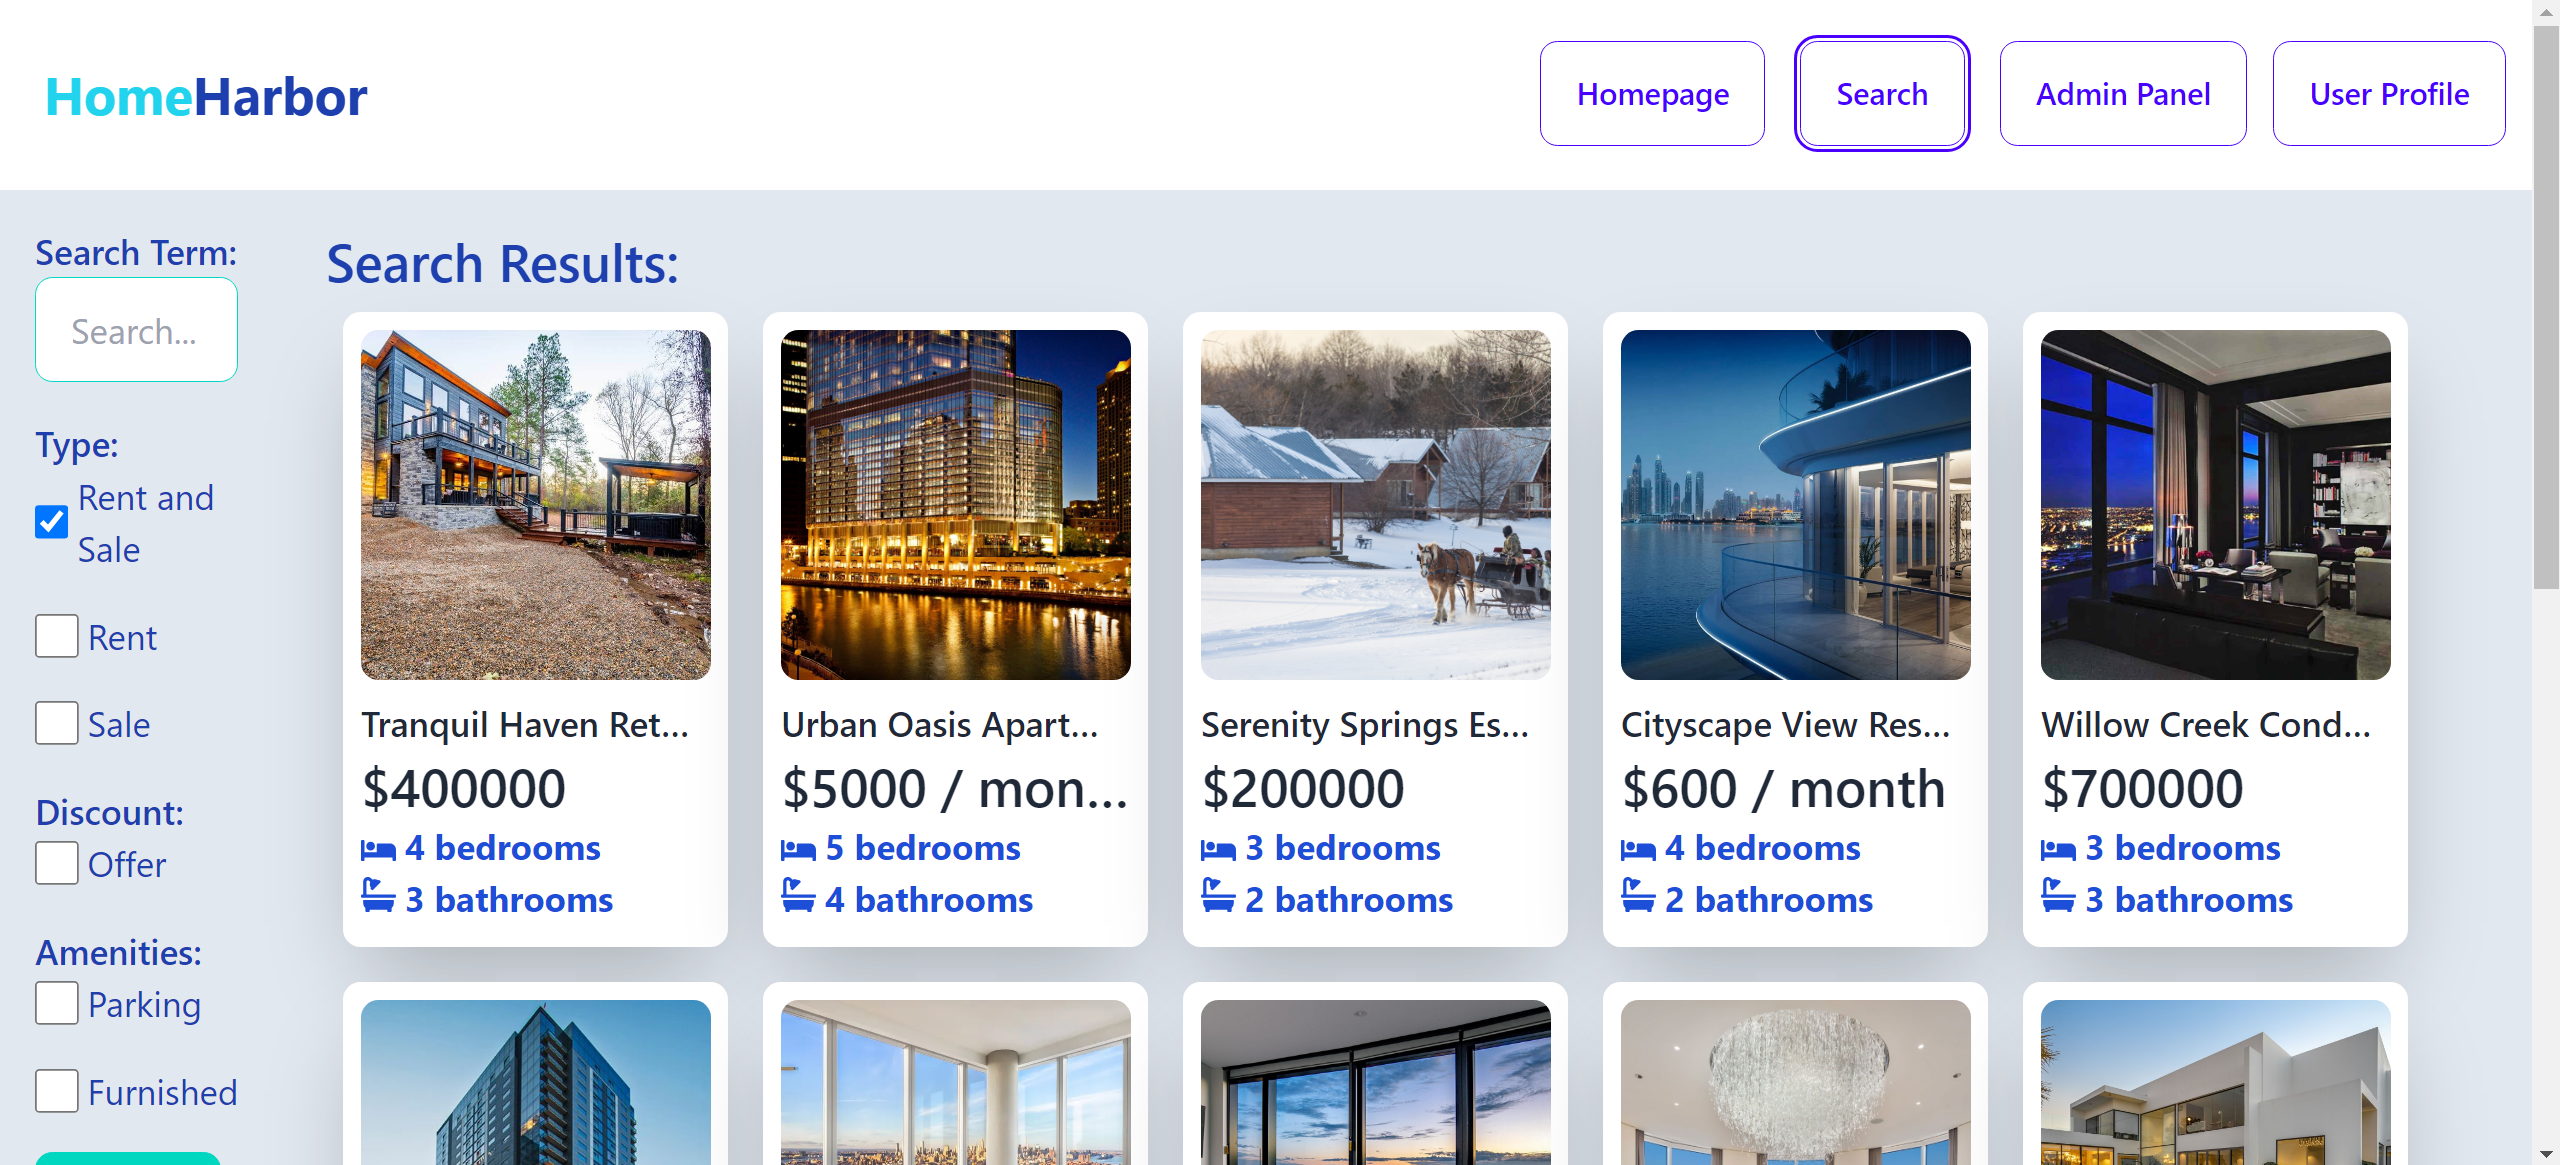 HomeHarbor
Homepage
Search
Admin Panel
User Profile
Search Term:
Search...
Type:
Rent and
Sale
Rent
Sale
Discount:
Offer
Amenities:
Parking
Furnished
Search Results:
Tranquil Haven Ret...
$400000
4 bedrooms
3 bathrooms
Urban Oasis Apart...
$5000 / mon...
5 bedrooms
4 bathrooms
Serenity Springs Es...
$200000
3 bedrooms
2 bathrooms
Cityscape View Res...
$600 / month
4 bedrooms
2 bathrooms
Willow Creek Cond...
$700000
3 bedrooms
3 bathrooms